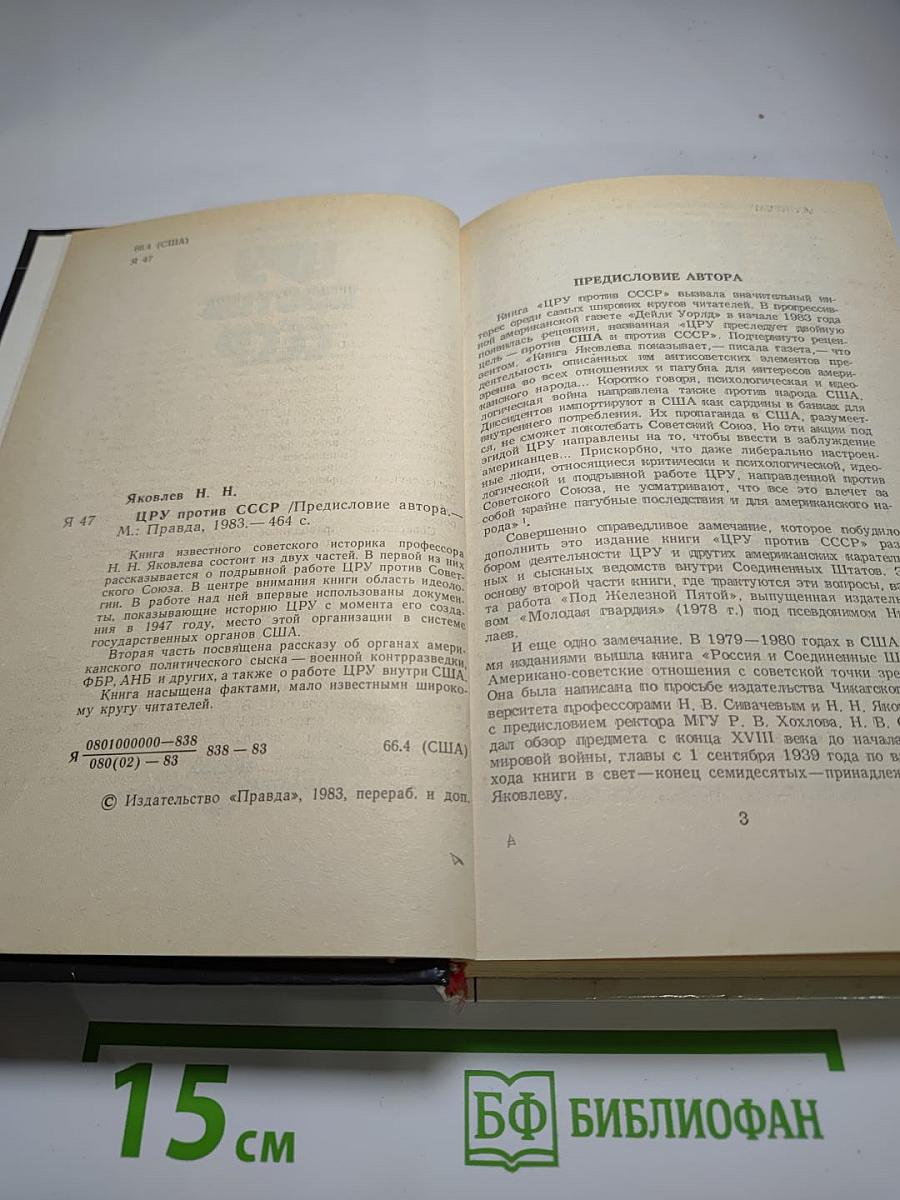 66.4 (США)
Я 47
Яковлев Н. Н.
Я 47 ЦРУ против СССР /Предисловие автора.—
М.: Правда, 1983.— 464 с.
Книга известного советского историка профессора
Н. Н. Яковлева состоит из двух частей. В первой из них
рассказывается о подрывной работе ЦРУ против Совет-
ского Союза. В центре внимания книги область идеоло-
гии. В работе над ней впервые использованы докумен-
ты, показывающие историю ЦРУ с момента его созда-
ния в 1947 году, место этой организации в системе
государственных органов США.
Вторая часть посвящена рассказу об органах амери-
канского политического сыска — военной контрразведки,
ФБР, АНБ и других, а также о работе ЦРУ внутри США.
Книга насыщена фактами, мало известными широко-
му кругу читателей.
Я 0801000000—838
080(02) — 83
838 — 83
66.4 (США)
© Издательство «Правда», 1983, перераб. и доп.
ПРЕДИСЛОВИЕ АВТОРА
Книга «ЦРУ против СССР» вызвала значительный ин-
терес среди самых широких кругов читателей. В прогрессив-
ной американской газете «Дейли Уорлд» в начале 1983 года
появилась рецензия, названная «ЦРУ преследует двойную
цель — против США и против СССР». Подчеркнуто рецен-
зентом. «Книга Яковлева показывает,— писала газета,— что
деятельность описанных им антисоветских элементов пре-
зренна во всех отношениях и патубна для интересов амери-
канского народа... Коротко говоря, психологическая и идео-
логическая война направлена также против народа США.
Диссидентов импортируют в США как сардины в банках для
внутреннего потребления. Их пропаганда в США, разумеет-
ся, не сможет поколебать Советский Союз. Но эти акции под
эгидой ЦРУ направлены на то, чтобы ввести в заблуждение
американцев... Прискорбно, что даже либерально настроен-
ные люди, относящиеся критически к психологической, идео-
логической и подрывной работе ЦРУ, направленной против
Советского Союза, не усматривают, что все это влечет за
собой крайне патубные последствия и для американского на-
рода» ¹.
Совершенно справедливое замечание, которое побудило
дополнить это издание книги «ЦРУ против СССР» раз
бором деятельности ЦРУ и других американских карател
ных и сыскных ведомств внутри Соединенных Штатов. З
основу второй части книги, где трактуются эти вопросы, вз
та работа «Под Железной Пятой», выпущенная издатель
вом «Молодая гвардия» (1978 г.) под псевдонимом Н
лаев.
И еще одно замечание. В 1979—1980 годах в США
мя изданиями вышла книга «Россия и Соединенные Ш
Американо-советские отношения с советской точки зре
Она была написана по просьбе издательства Чикагског
верситета профессорами Н. В. Сивачевым и Н. Н. Яко
с предисловием ректора МГУ Р. В. Хохлова. Н. В. С
дал обзор предмета с конца XVIII века до начала
мировой войны, главы с 1 сентября 1939 года по в
хода книги в свет — конец семидесятых — принадле
Яковлеву.
3
15 см
БФ БИБЛИОФАН